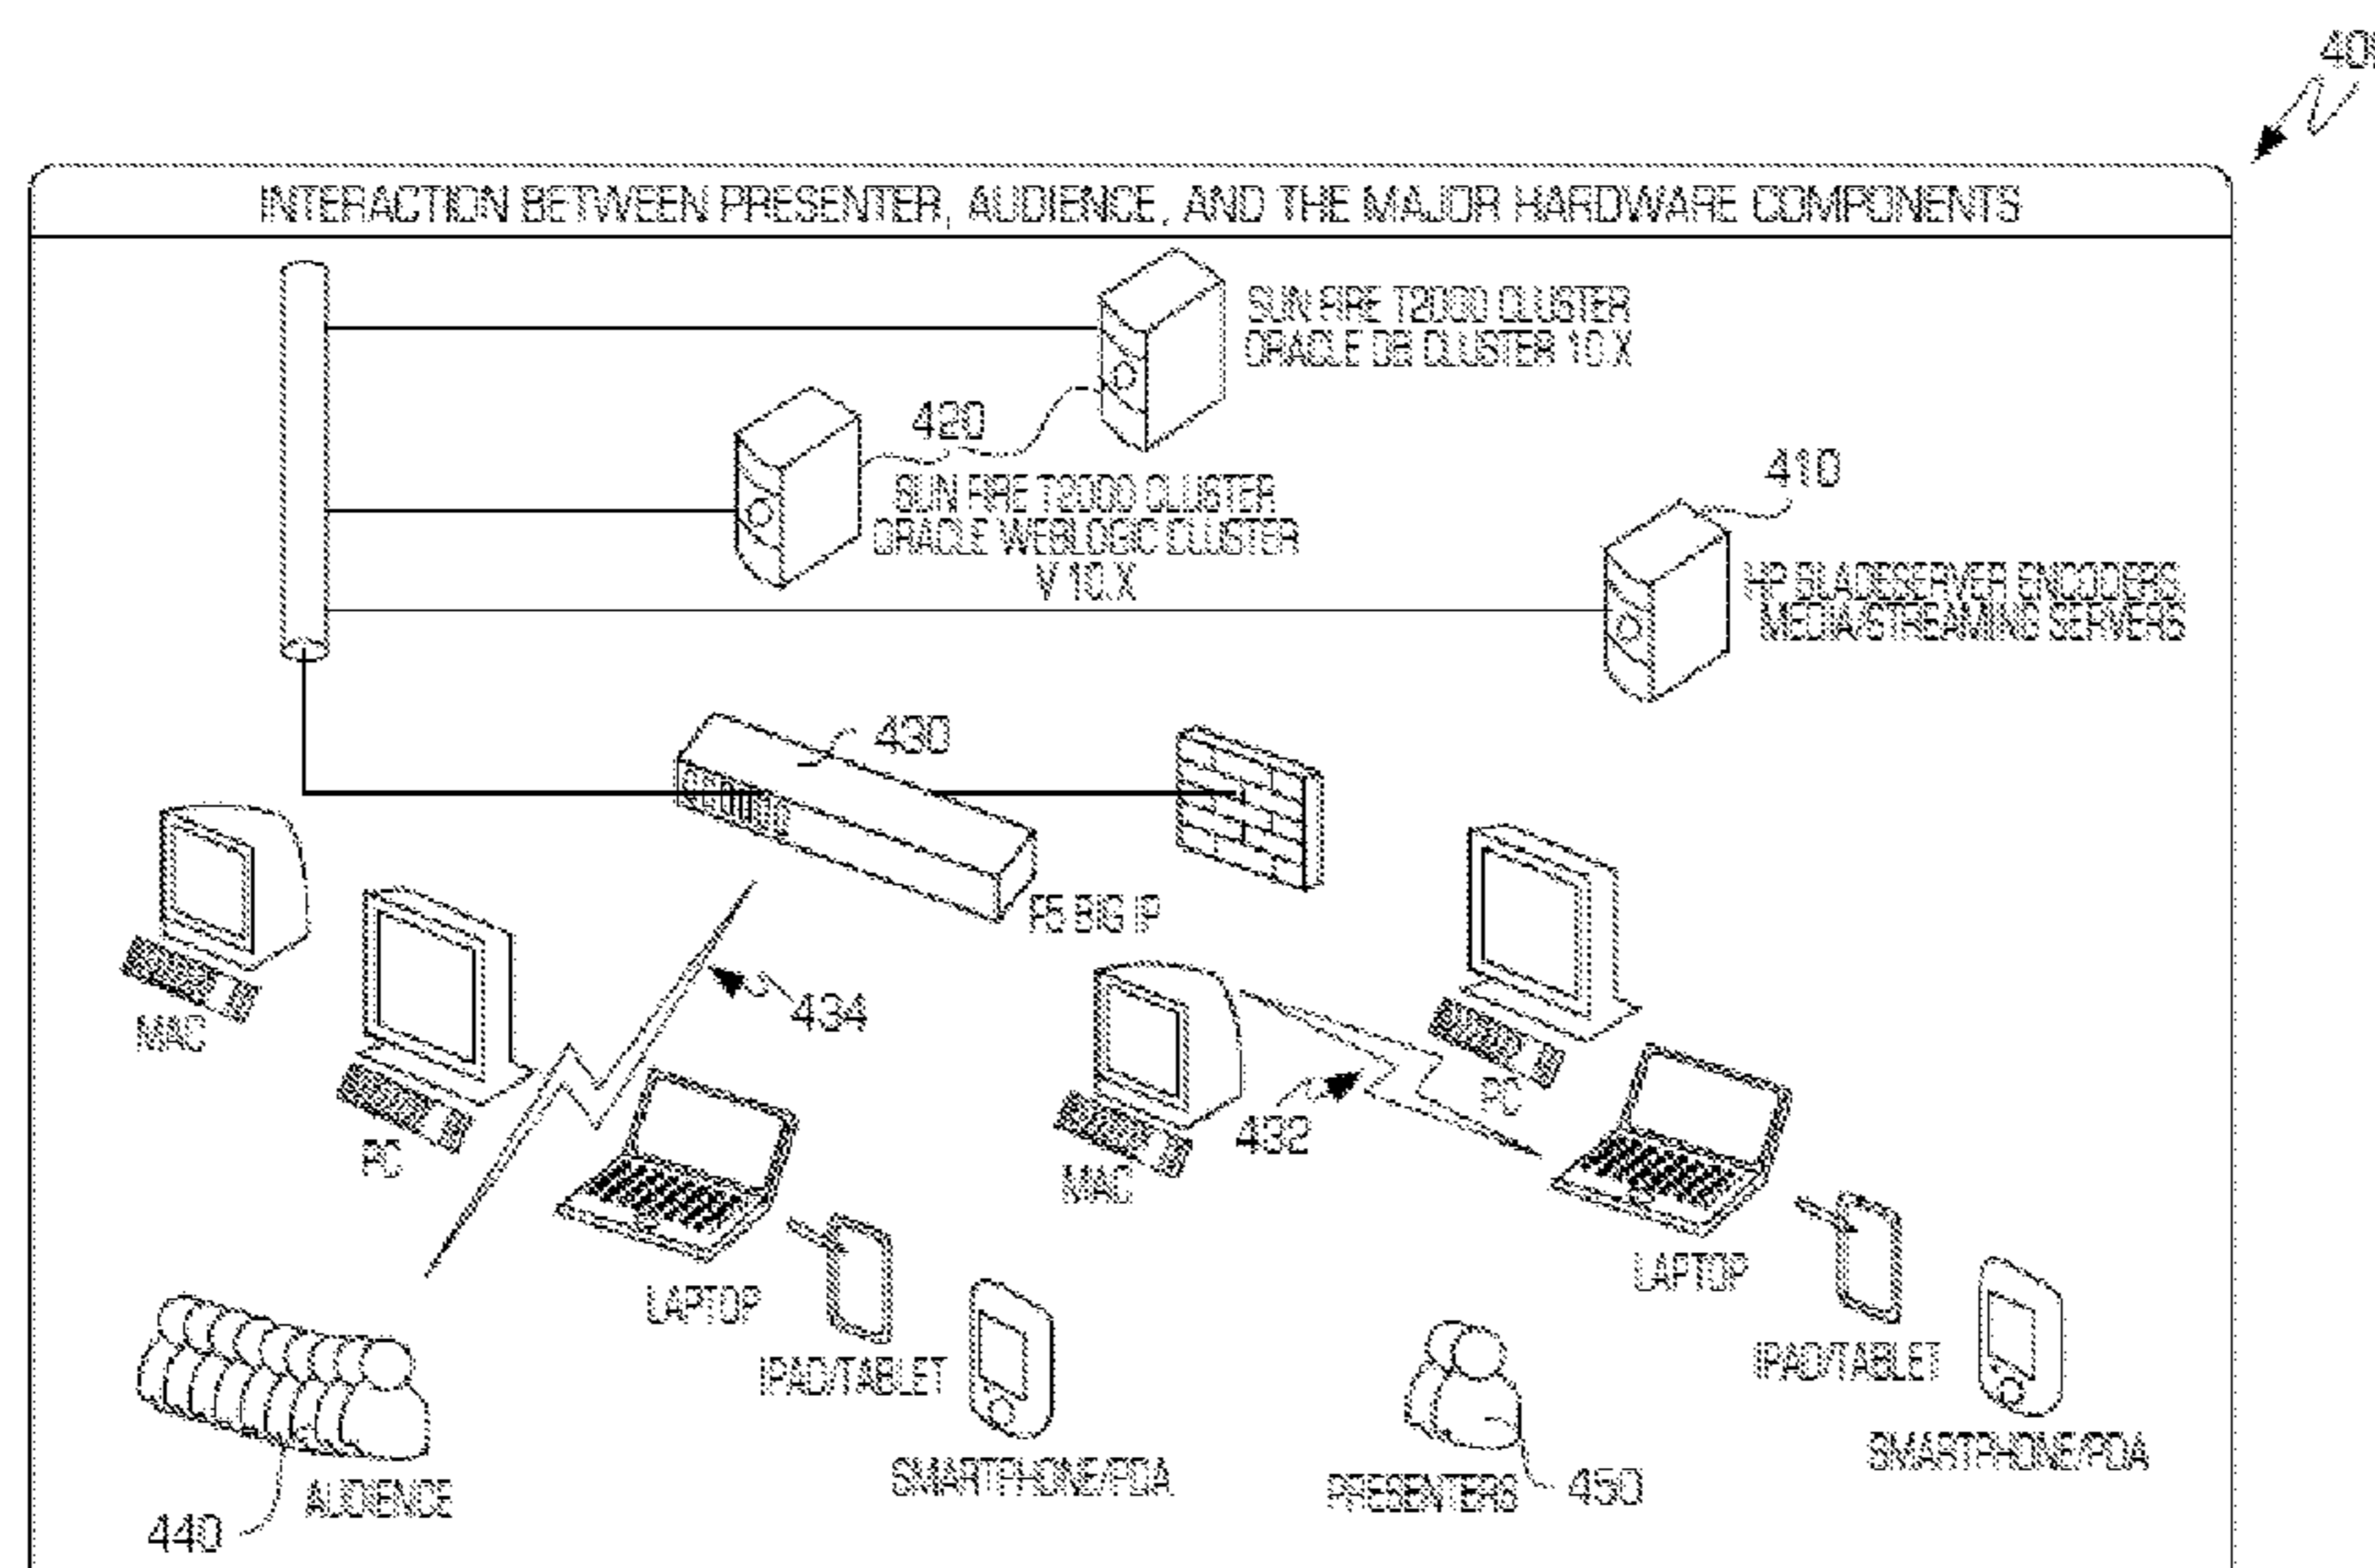 INTERACTION BETWEEN PRESENTER, AUDIENCE, AND THE MAJOR HARDWARE COMPONENTS
SUN FIRE T2000 CLUSTER
ORACLE DB CLUSTER 10.X
420
SUN FIRE T2000 CLUSTER
ORACLE WEBLOGIC CLUSTER
V 10.X
410
HP BLADESERVER ENCODERS,
MEDIA/STREAMING SERVERS
430
F5 BIG IP
MAC
434
PC
432
PC
MAC
LAPTOP
LAPTOP
IPAD/TABLET
IPAD/TABLET
SMARTPHONE/PDA
SMARTPHONE/PDA
AUDIENCE
440
PRESENTERS
450